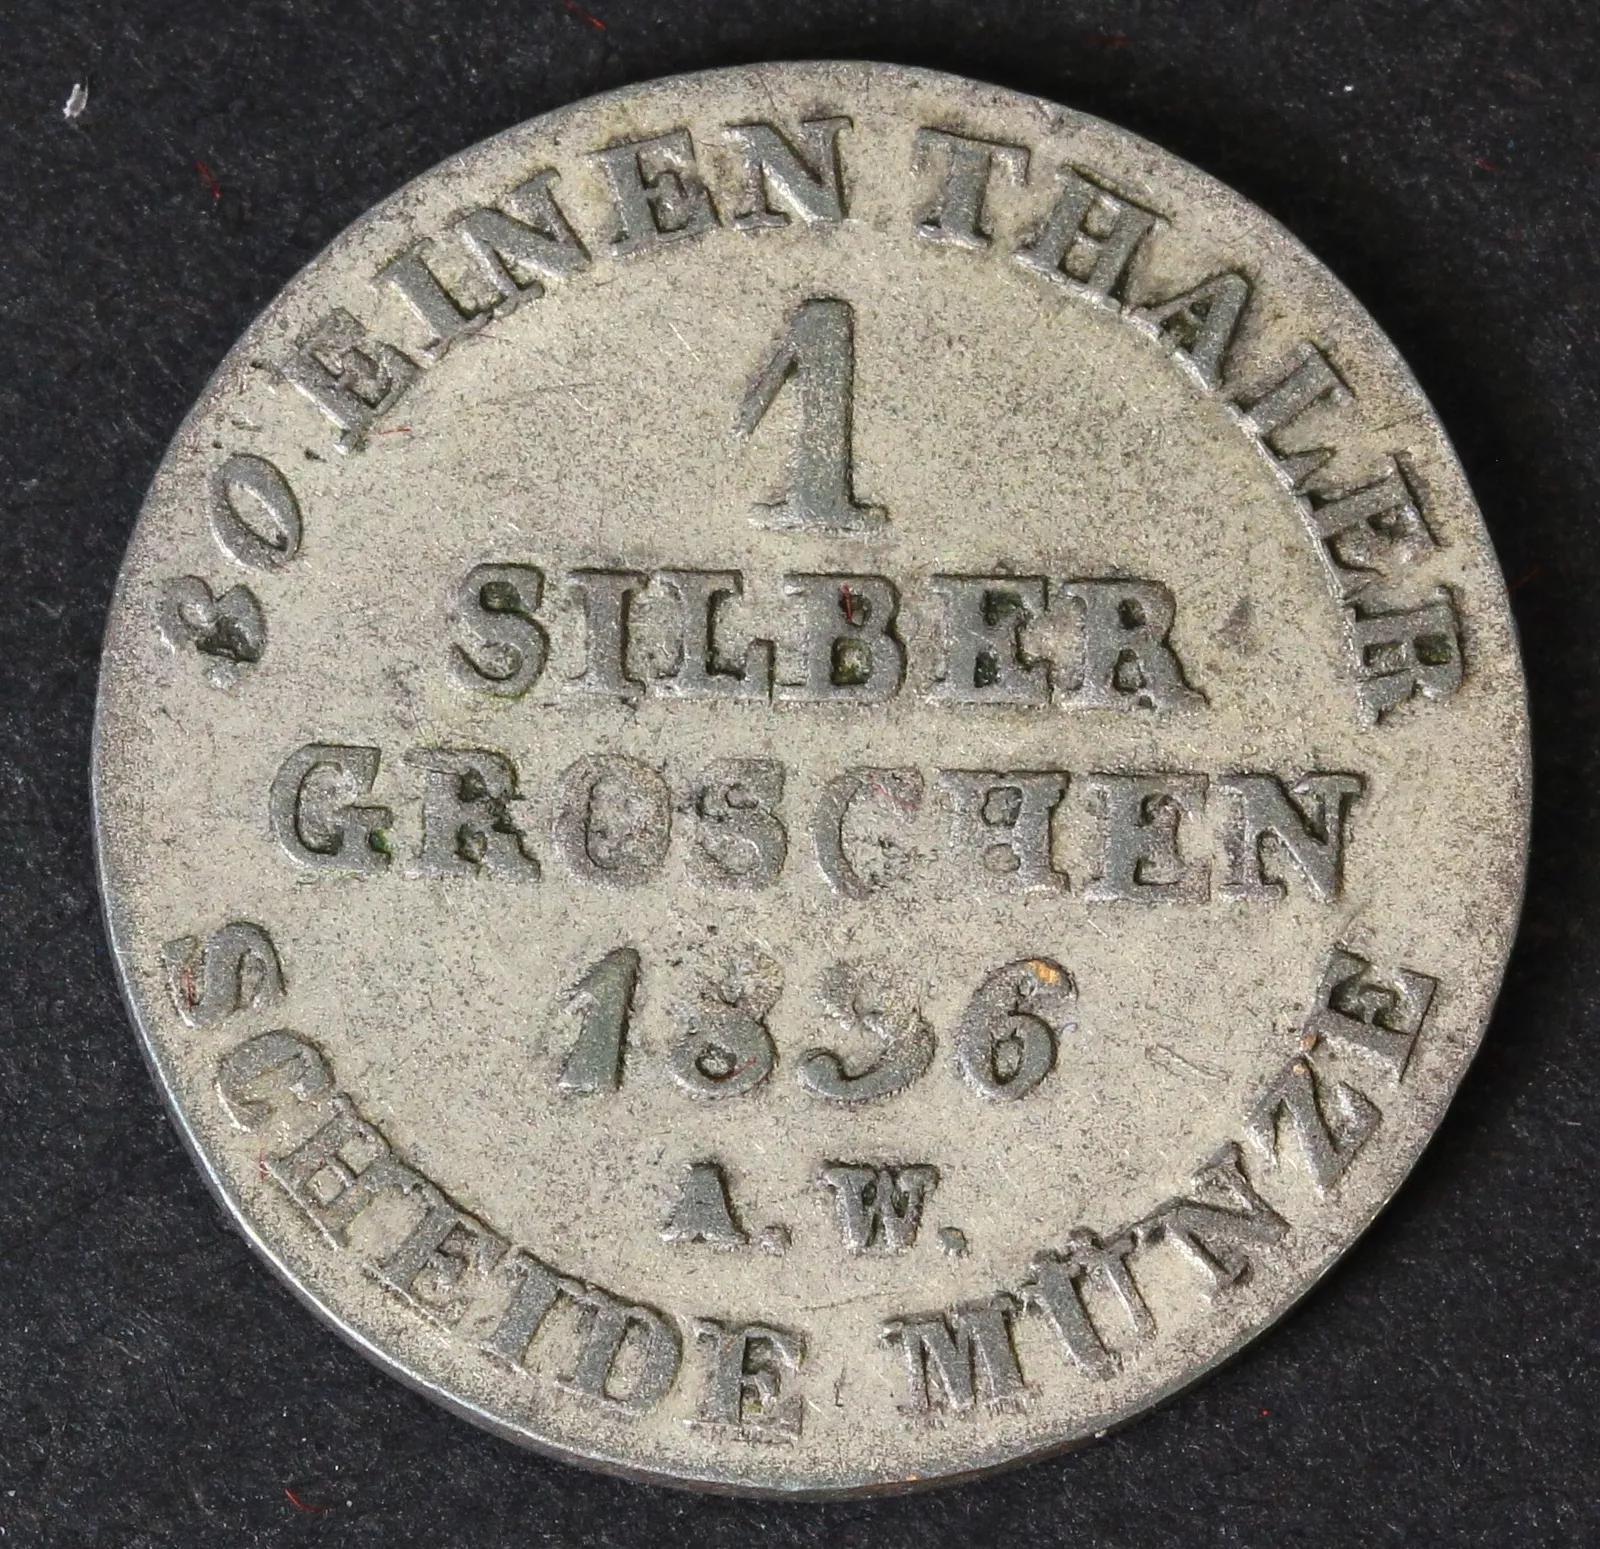 30 EINEN THALER
1
SILBER
GROSCHEN
1836
A. W.
SCHEIDE MÜNZE